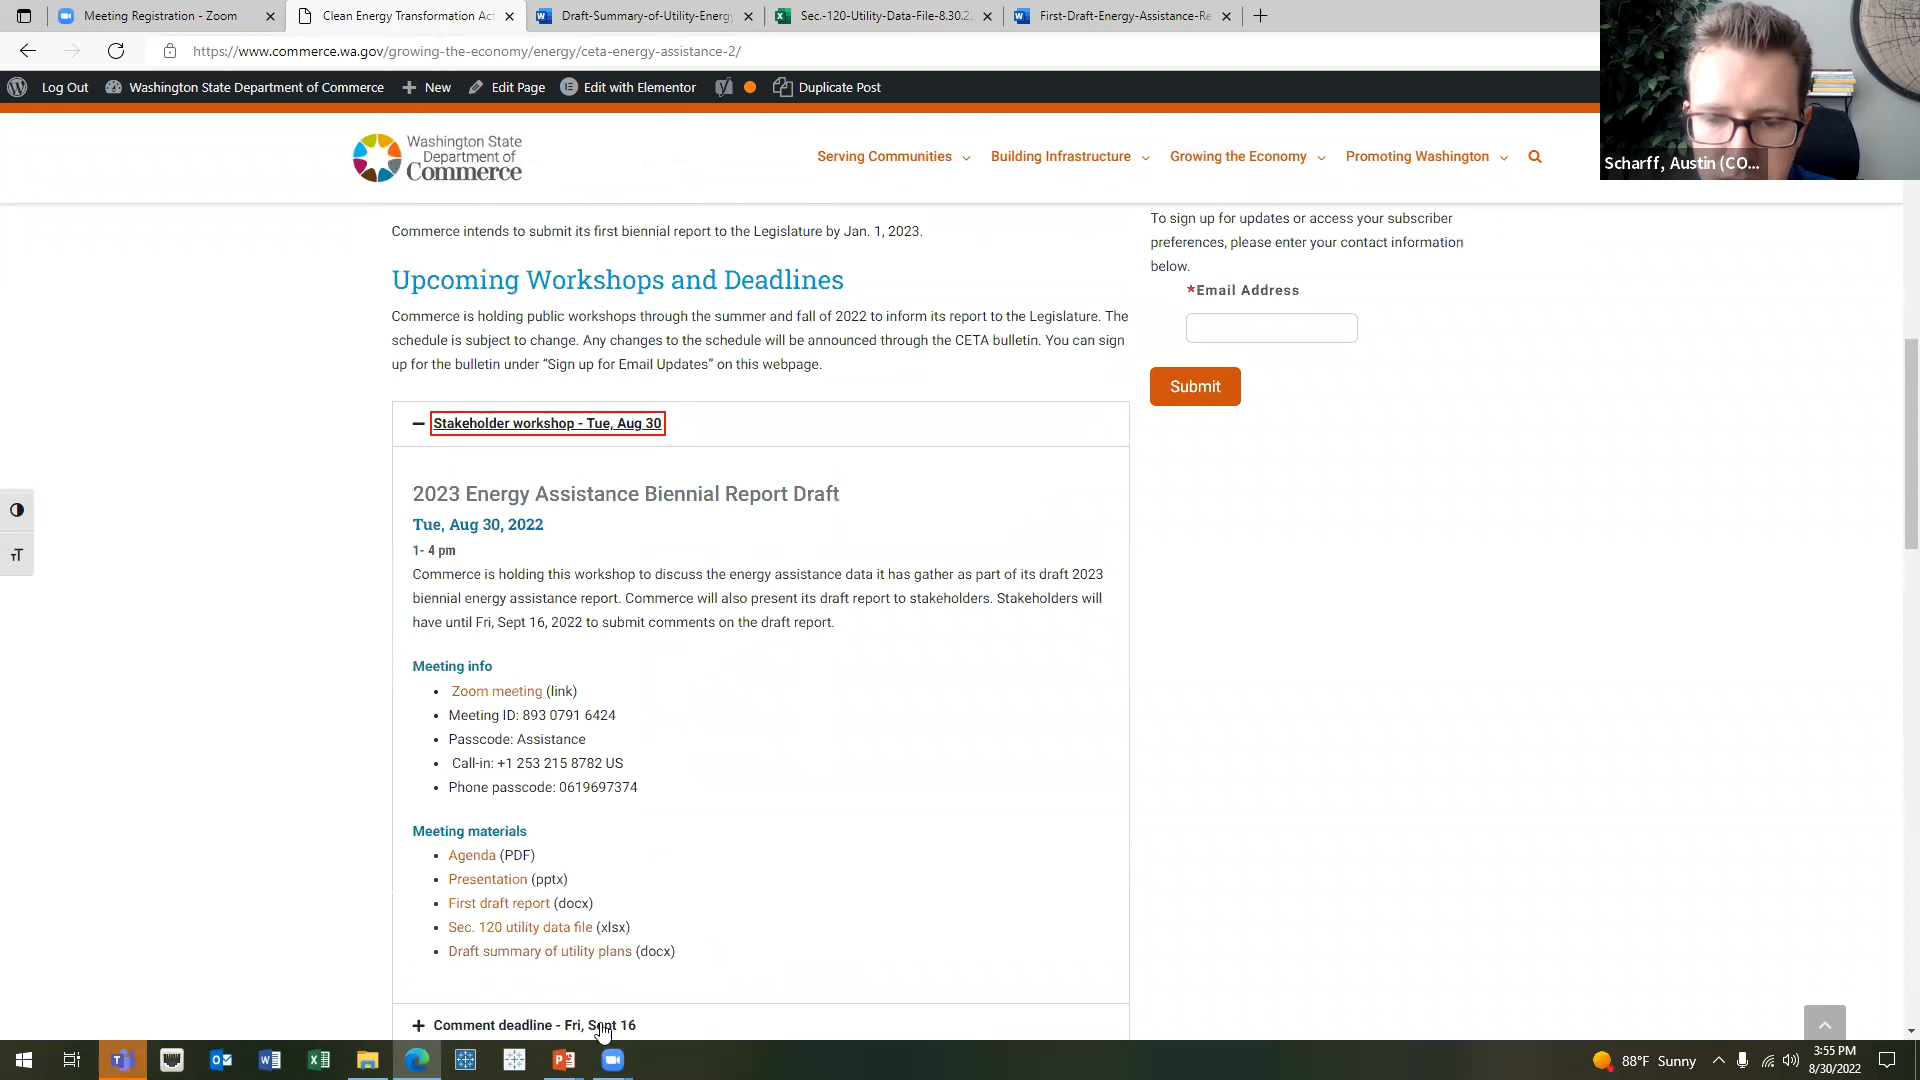 Meeting Registration - Zoom
Clean Energy Transformation Act
Draft-Summary-of-Utility-Energy
Sec.-120-Utility-Data-File-8.30.2
First-Draft-Energy-Assistance-Re
https://www.commerce.wa.gov/growing-the-economy/energy/ceta-energy-assistance-2/
Log Out
Washington State Department of Commerce
New
Edit Page
Edit with Elementor
Duplicate Post
Washington State
Department of
Commerce
Serving Communities
Building Infrastructure
Growing the Economy
Promoting Washington
Scharff, Austin (CO...
Commerce intends to submit its first biennial report to the Legislature by Jan. 1, 2023.
Upcoming Workshops and Deadlines
Commerce is holding public workshops through the summer and fall of 2022 to inform its report to the Legislature. The
schedule is subject to change. Any changes to the schedule will be announced through the CETA bulletin. You can sign
up for the bulletin under “Sign up for Email Updates” on this webpage.
To sign up for updates or access your subscriber
preferences, please enter your contact information
below.
*Email Address
Submit
Stakeholder workshop - Tue, Aug 30
2023 Energy Assistance Biennial Report Draft
Tue, Aug 30, 2022
1- 4 pm
Commerce is holding this workshop to discuss the energy assistance data it has gather as part of its draft 2023
biennial energy assistance report. Commerce will also present its draft report to stakeholders. Stakeholders will
have until Fri, Sept 16, 2022 to submit comments on the draft report.
Meeting info
Zoom meeting (link)
Meeting ID: 893 0791 6424
Passcode: Assistance
Call-in: +1 253 215 8782 US
Phone passcode: 0619697374
Meeting materials
Agenda (PDF)
Presentation (pptx)
First draft report (docx)
Sec. 120 utility data file (xlsx)
Draft summary of utility plans (docx)
Comment deadline - Fri, Sept 16
88°F Sunny
3:55 PM
8/30/2022